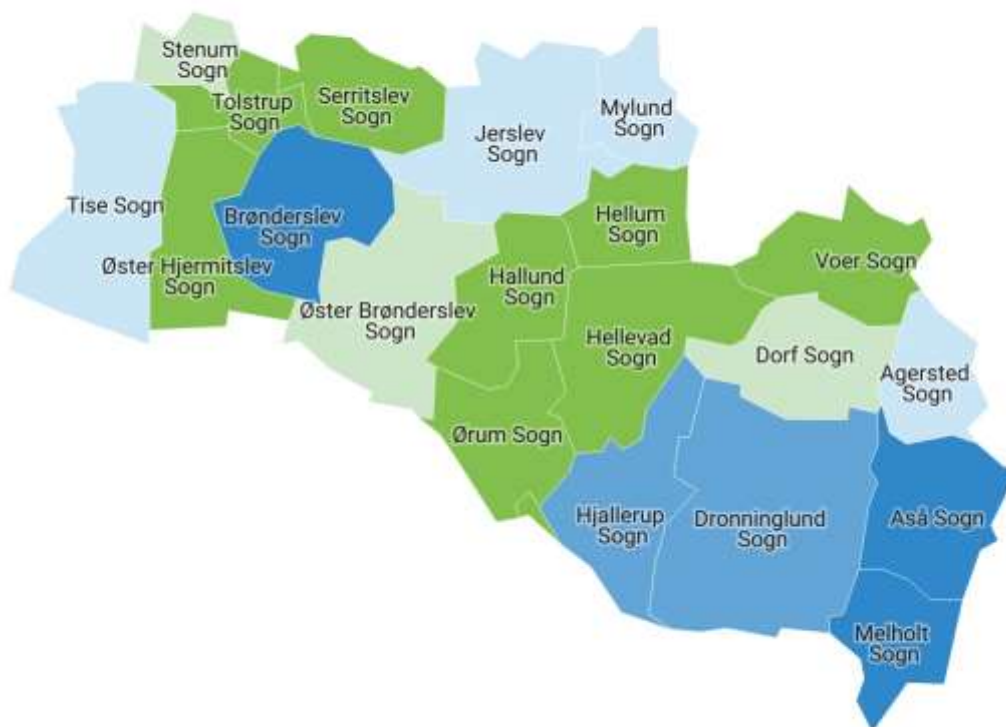 Stenum
Sogn
Tolstrup
Sogn
Serritslev
Sogn
Jerslev
Sogn
Mylund
Sogn
Tise Sogn
Brønderslev
Sogn
Hellum
Sogn
Øster Hjermitslev
Sogn
Hallund
Sogn
Voer Sogn
Øster Brønderslev
Sogn
Hellevad
Sogn
Dorf Sogn
Agersted
Sogn
Ørum Sogn
Hjallerup
Sogn
Dronninglund
Sogn
Aså Sogn
Melholt
Sogn